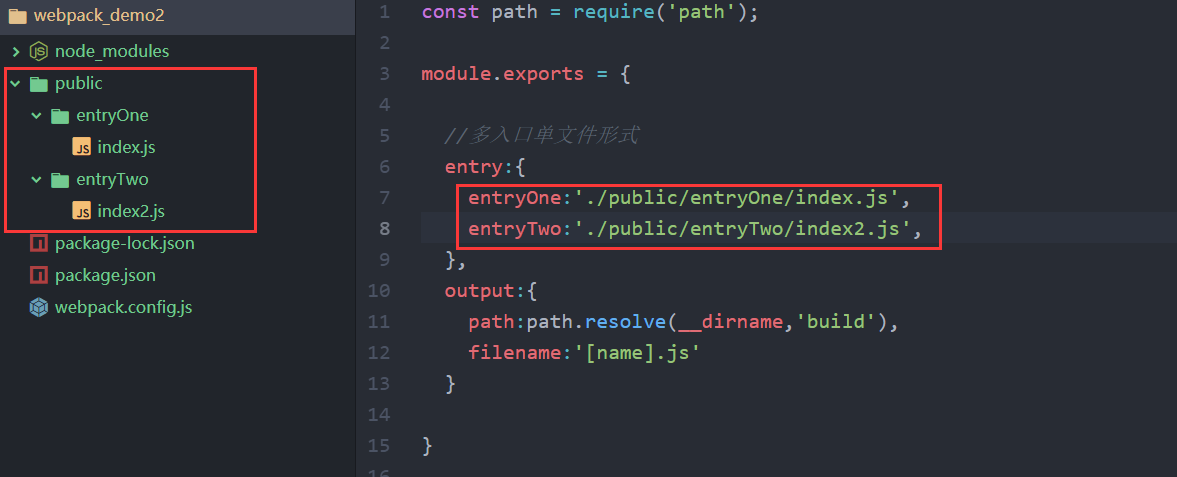 webpack_demo2
node_modules
public
entryOne
index.js
entryTwo
index2.js
package-lock.json
package.json
webpack.config.js
1 const path = require('path');
2
3 module.exports = {
4
5 //多入口单文件形式
6 entry:{
7 entryOne:'./public/entryOne/index.js',
8 entryTwo:'./public/entryTwo/index2.js',
9 },
10 output:{
11 path:path.resolve(__dirname,'build'),
12 filename:'[name].js'
13 }
14
15 }